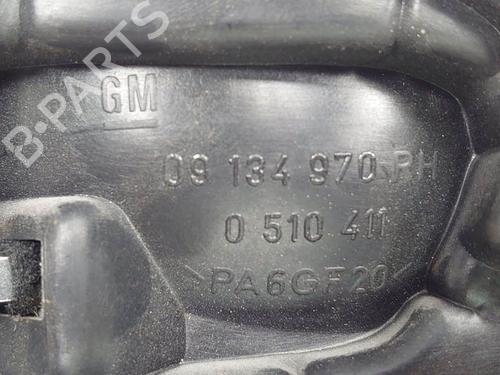 B-PARTS
GM
09 134 970 RH
0 510 411
>PA6GF20<